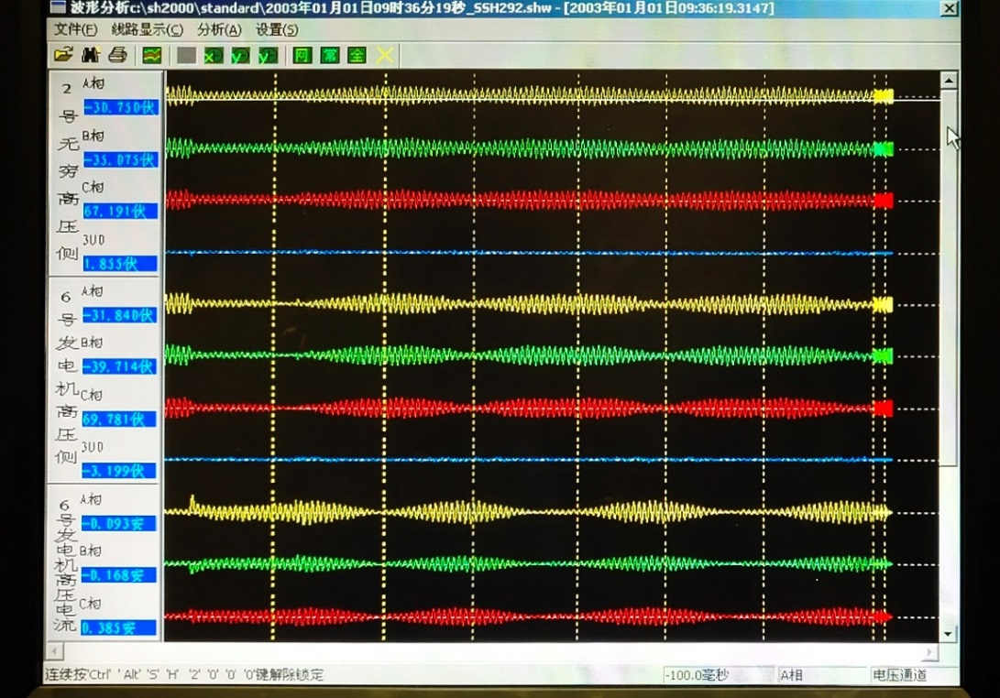 波形分析c:\sh2000\standard\2003年01月01日09时36分19秒_SSH292.shw - [2003年01月01日09:36:19.3147]
文件(F) 线路显示(C) 分析(A) 设置(S)
网 常 全
2号无旁高压侧
A相
-30.750伏
B相
-35.075伏
C相
67.191伏
3U0
1.855伏
6号发电机高压侧
A相
-31.840伏
B相
-39.714伏
C相
69.781伏
3U0
-3.199伏
6号发电机高压电流
A相
-0.093安
B相
-0.168安
C相
0.385安
连续按'Ctrl' 'Alt' 'S' 'H' '2' '0' '0' '0'键解除锁定
-100.0毫秒
A相
电压通道